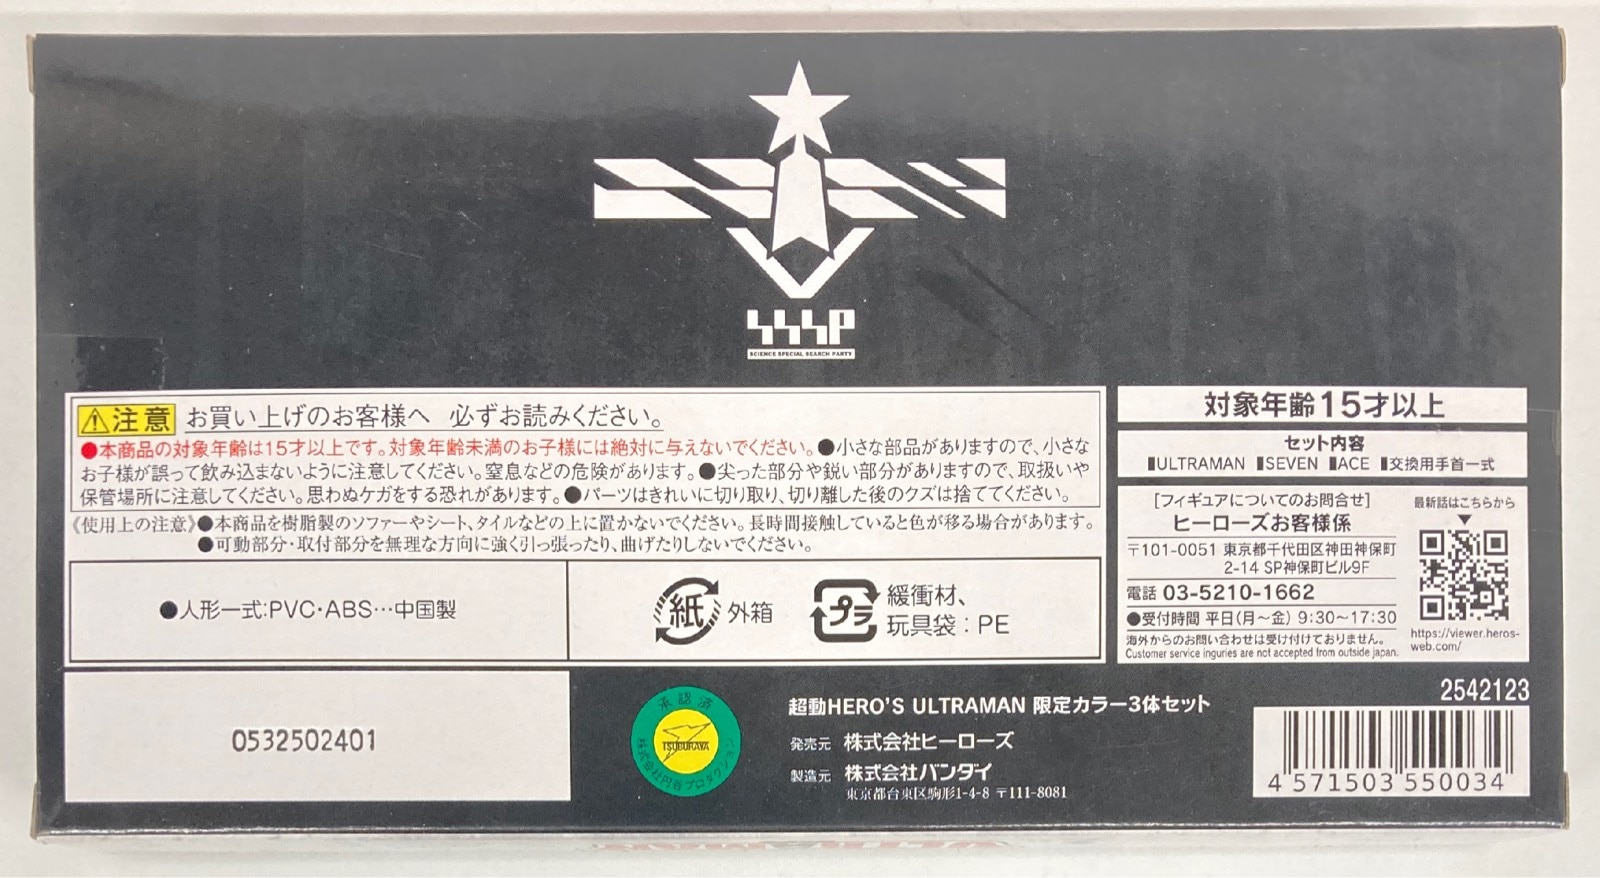 SSSP
SCIENCE SPECIAL SEARCH PARTY
注意 お買い上げのお客様へ 必ずお読みください。
●本商品の対象年齢は15才以上です。対象年齢未満のお子様には絶対に与えないでください。●小さな部品がありますので、小さな
お子様が誤って飲み込まないように注意してください。窒息などの危険があります。●尖った部分や鋭い部分がありますので、取扱いや
保管場所に注意してください。思わぬケガをする恐れがあります。●パーツはきれいに切り取り、切り離した後のクズは捨ててください。
《使用上の注意》●本商品を樹脂製のソファーやシート、タイルなどの上に置かないでください。長時間接触していると色が移る場合があります。
●可動部分・取付部分を無理な方向に強く引っ張ったり、曲げたりしないでください。
●人形一式:PVC・ABS…中国製
紙 外箱
プラ 緩衝材、
玩具袋：PE
対象年齢15才以上
セット内容
▮ULTRAMAN ▮SEVEN ▮ACE ▮交換用手首一式
[フィギュアについてのお問合せ]
ヒーローズお客様係
〒101-0051 東京都千代田区神田神保町
2-14 SP神保町ビル9F
電話 03-5210-1662
●受付時間 平日(月〜金) 9:30〜17:30
海外からのお問い合わせは受け付けておりません。
Customer service inguries are not accepted from outside japan.
最新話はこちらから
https://viewer.heros-
web.com/
0532502401
承認済
TSUBURAYA
株式会社円谷プロダクション
超動HERO'S ULTRAMAN 限定カラー3体セット
発売元 株式会社ヒーローズ
製造元 株式会社バンダイ
東京都台東区駒形1-4-8 〒111-8081
2542123
4 571503 550034